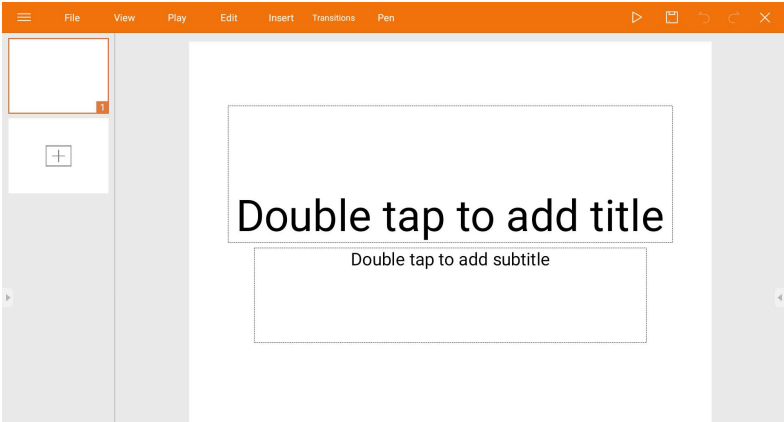 File View Play Edit Insert Transitions Pen
1
Double tap to add title
Double tap to add subtitle